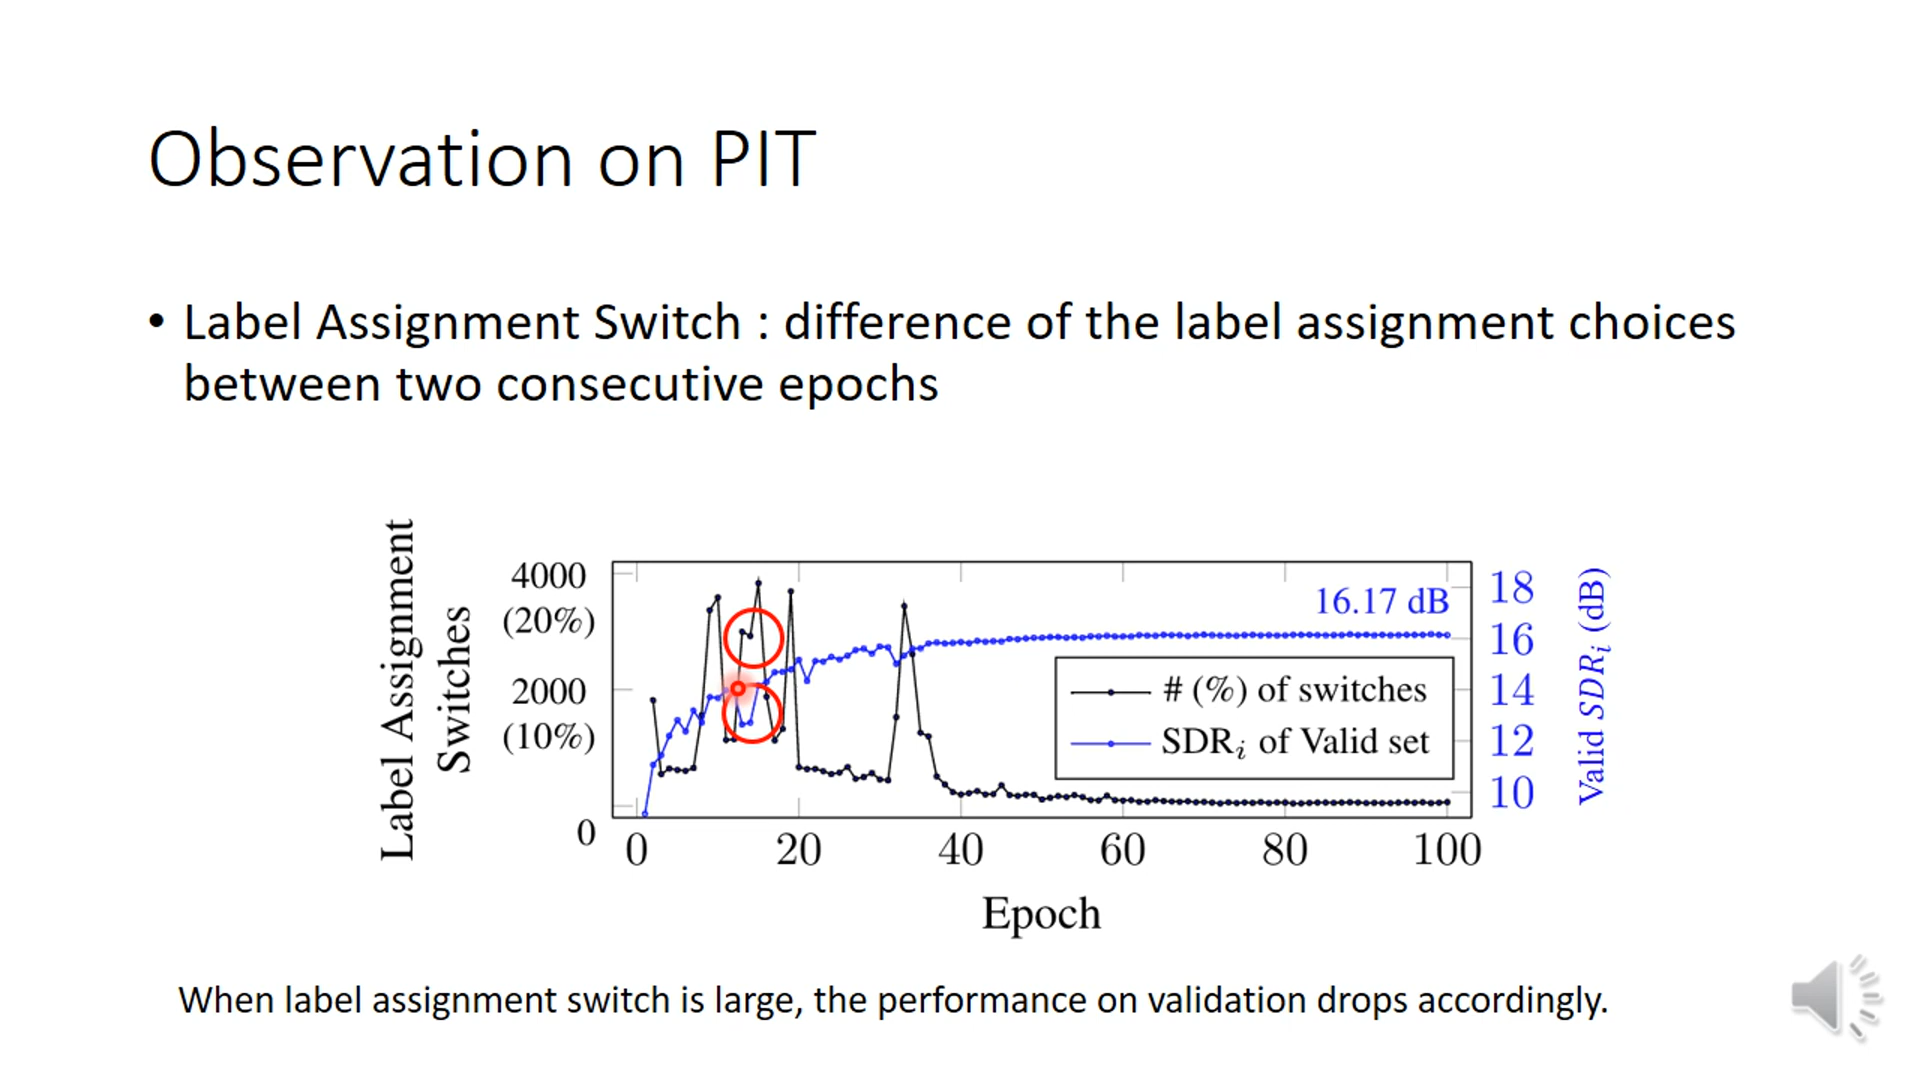 Observation on PIT
• Label Assignment Switch : difference of the label assignment choices
between two consecutive epochs
Label Assignment
Switches
4000
(20%)
2000
(10%)
0
0 20 40 60 80 100
Epoch
16.17 dB
# (%) of switches
SDRᵢ of Valid set
18
16
14
12
10
Valid SDRᵢ (dB)
When label assignment switch is large, the performance on validation drops accordingly.